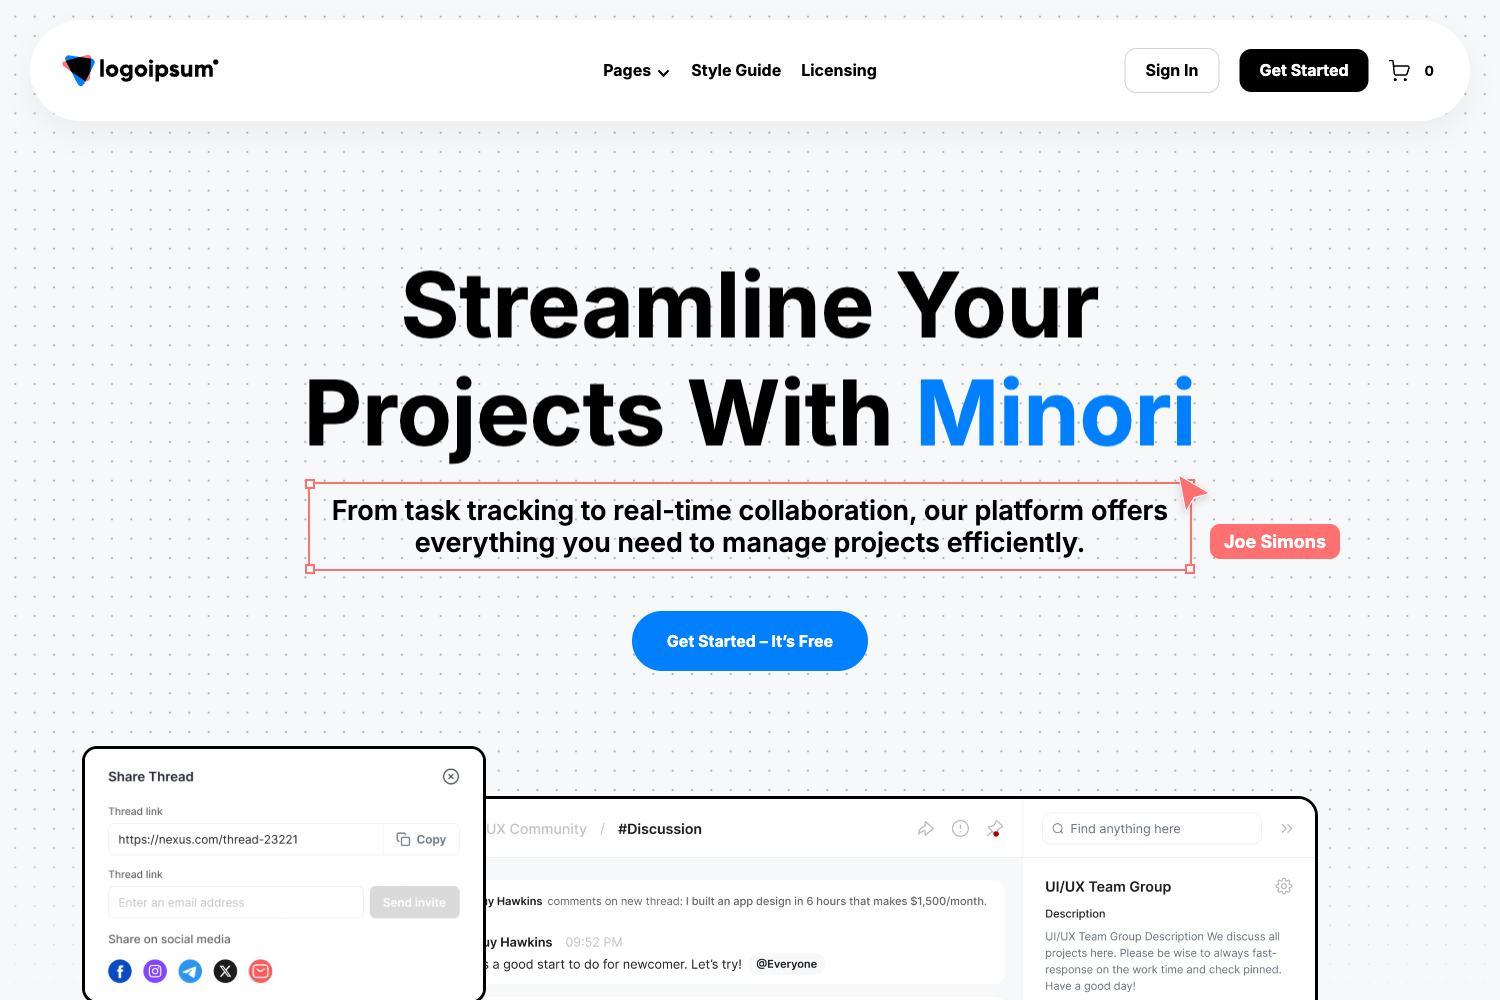 logoipsum
Pages
Style Guide
Licensing
Sign In
Get Started
0
Streamline Your
Projects With Minori
From task tracking to real-time collaboration, our platform offers
everything you need to manage projects efficiently.
Joe Simons
Get Started – It’s Free
Share Thread
Thread link
https://nexus.com/thread-23221
Copy
Thread link
Enter an email address
Send invite
Share on social media
UX Community / #Discussion
Hawkins comments on new thread: I built an app design in 6 hours that makes $1,500/month.
Hawkins 09:52 PM
a good start to do for newcomer. Let’s try! @Everyone
Find anything here
UI/UX Team Group
Description
UI/UX Team Group Description We discuss all
projects here. Please be wise to always fast-
response on the work time and check pinned.
Have a good day!